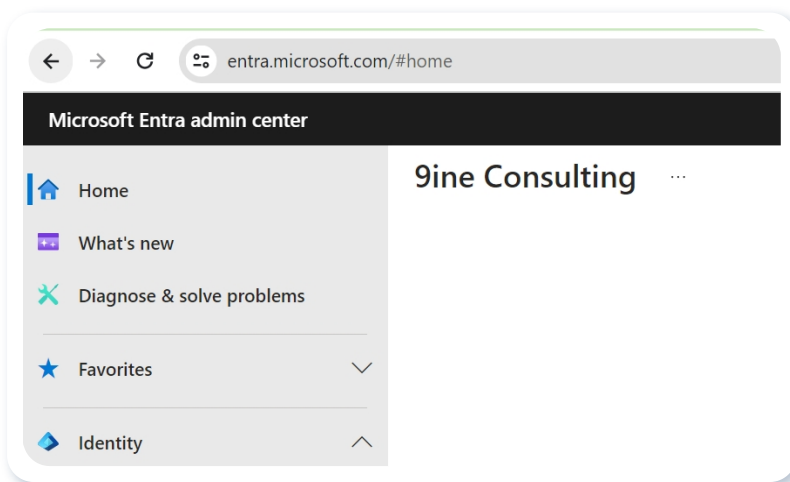 entra.microsoft.com/#home
Microsoft Entra admin center
Home
What's new
Diagnose & solve problems
Favorites
Identity
9ine Consulting ...